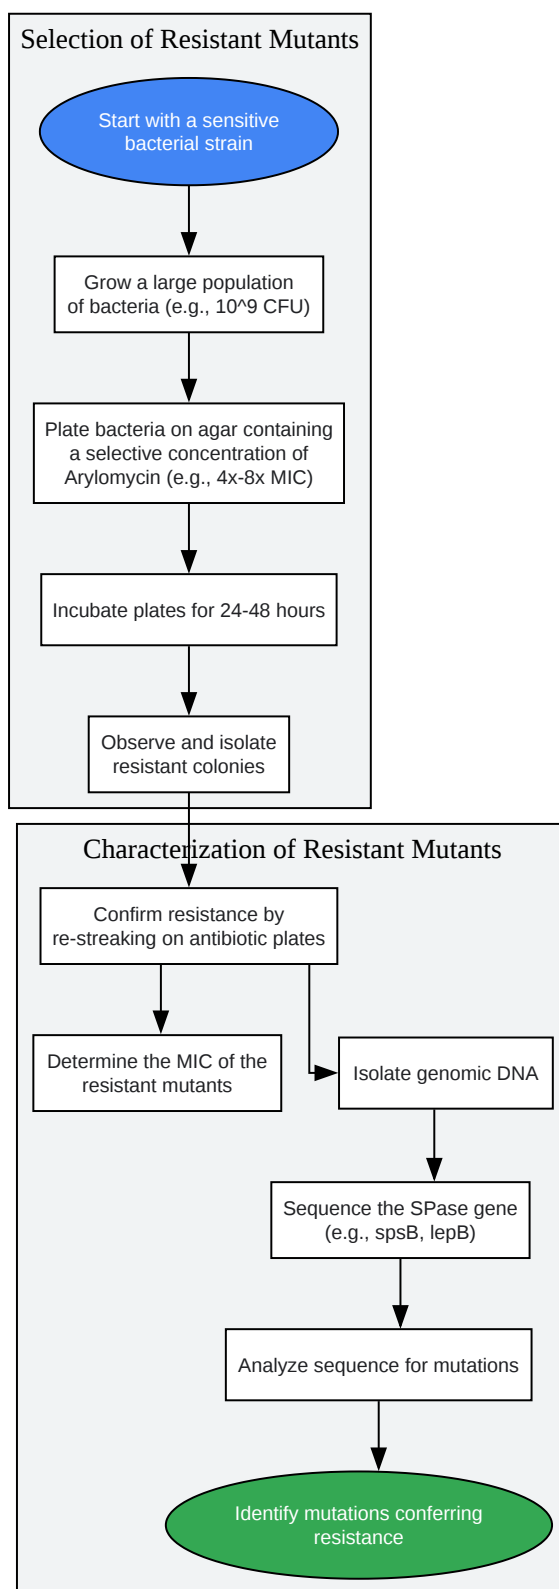 Selection of Resistant Mutants
Start with a sensitive
bacterial strain
Grow a large population
of bacteria (e.g., 10^9 CFU)
Plate bacteria on agar containing
a selective concentration of
Arylomycin (e.g., 4x-8x MIC)
Incubate plates for 24-48 hours
Observe and isolate
resistant colonies
Characterization of Resistant Mutants
Confirm resistance by
re-streaking on antibiotic plates
Determine the MIC of the
resistant mutants
Isolate genomic DNA
Sequence the SPase gene
(e.g., spsB, lepB)
Analyze sequence for mutations
Identify mutations conferring
resistance